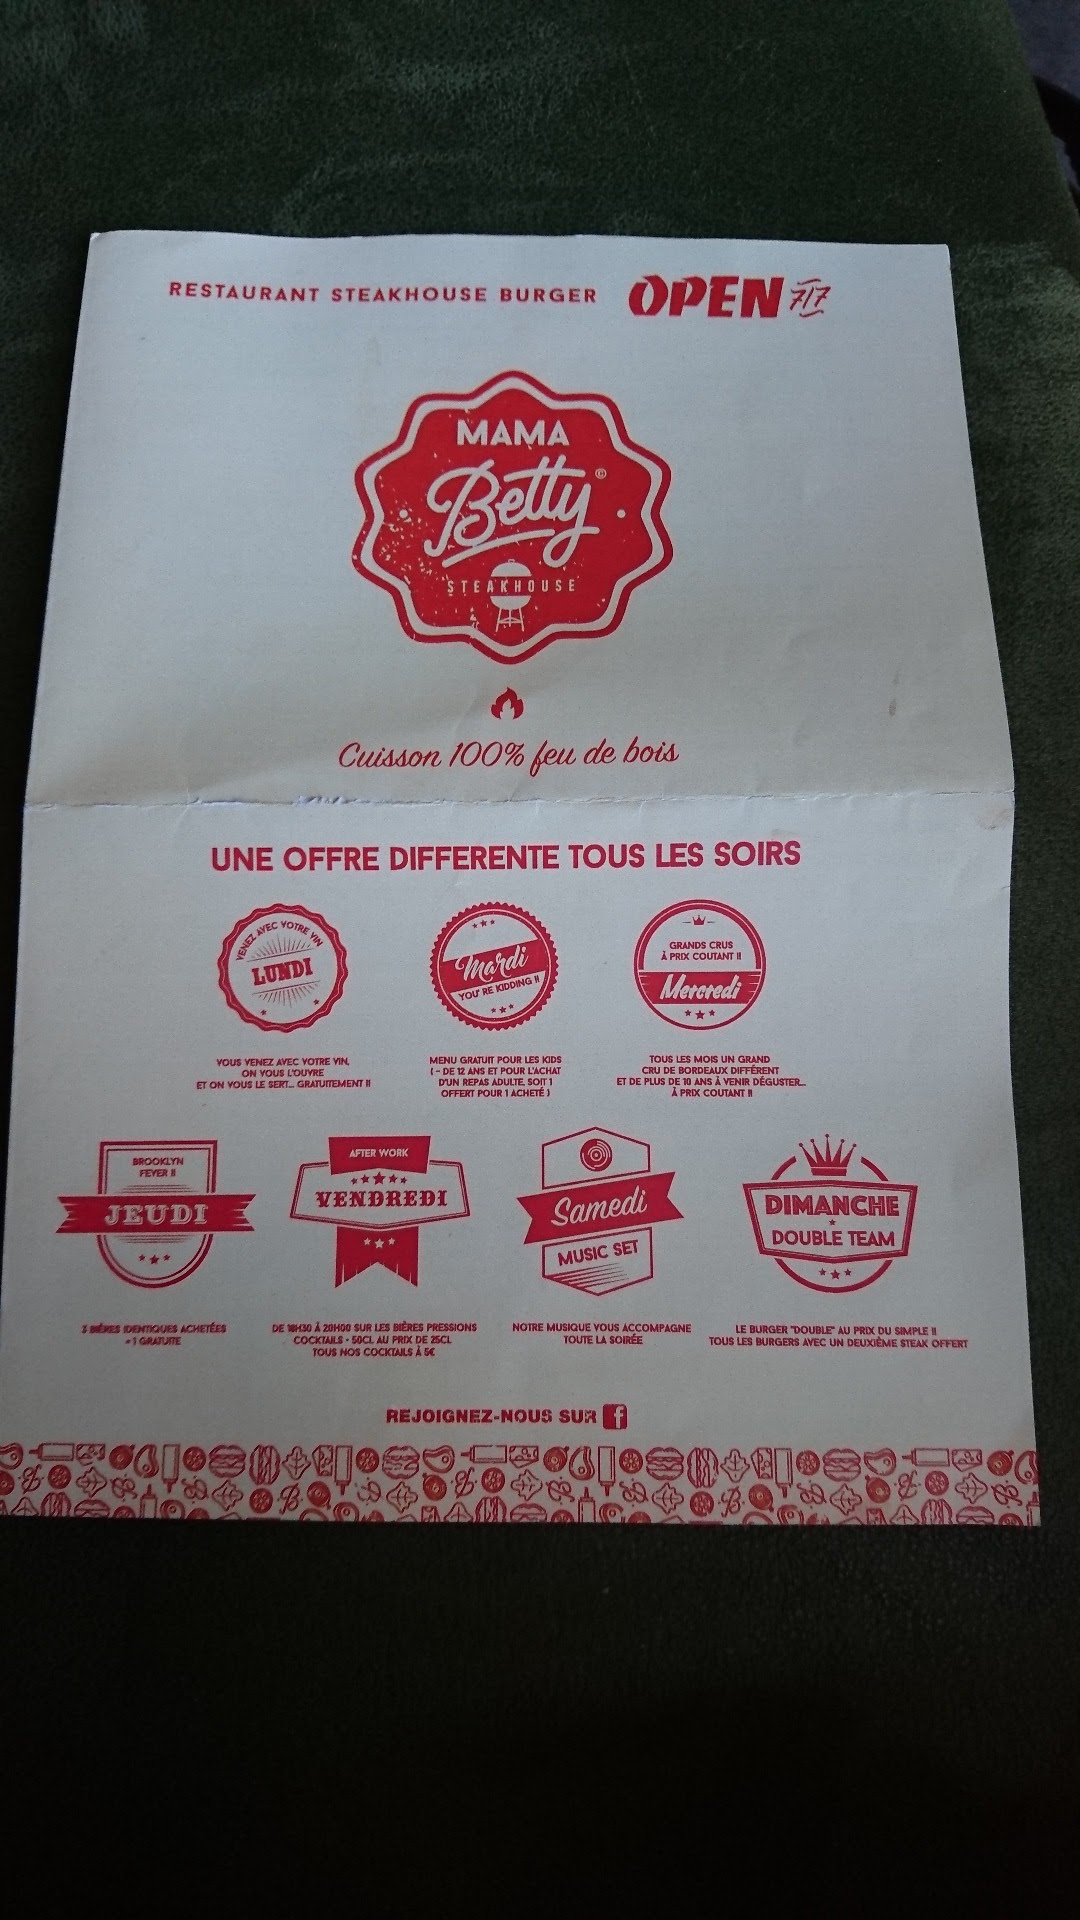 RESTAURANT STEAKHOUSE BURGER OPEN 7/7
MAMA
Betty©
STEAKHOUSE
Cuisson 100% feu de bois
UNE OFFRE DIFFERENTE TOUS LES SOIRS
VENEZ AVEC VOTRE VIN
LUNDI
VOUS VENEZ AVEC VOTRE VIN,
ON VOUS L'OUVRE
ET ON VOUS LE SERT... GRATUITEMENT !!
Mardi
YOU'RE KIDDING !!
MENU GRATUIT POUR LES KIDS
( - DE 12 ANS ET POUR L'ACHAT
D'UN REPAS ADULTE, SOIT 1
OFFERT POUR 1 ACHETÉ )
GRANDS CRUS
À PRIX COUTANT !!
Mercredi
TOUS LES MOIS UN GRAND
CRU DE BORDEAUX DIFFÉRENT
ET DE PLUS DE 10 ANS À VENIR DÉGUSTER...
À PRIX COUTANT !!
BROOKLYN
FEVER !!
JEUDI
3 BIÈRES IDENTIQUES ACHETÉES
= 1 GRATUITE
AFTER WORK
VENDREDI
DE 18H30 À 20H00 SUR LES BIÈRES PRESSIONS
COCKTAILS • 50CL AU PRIX DE 25CL
TOUS NOS COCKTAILS À 5€
Samedi
MUSIC SET
NOTRE MUSIQUE VOUS ACCOMPAGNE
TOUTE LA SOIRÉE
DIMANCHE
DOUBLE TEAM
LE BURGER "DOUBLE" AU PRIX DU SIMPLE !!
TOUS LES BURGERS AVEC UN DEUXIÈME STEAK OFFERT
REJOIGNEZ-NOUS SUR f